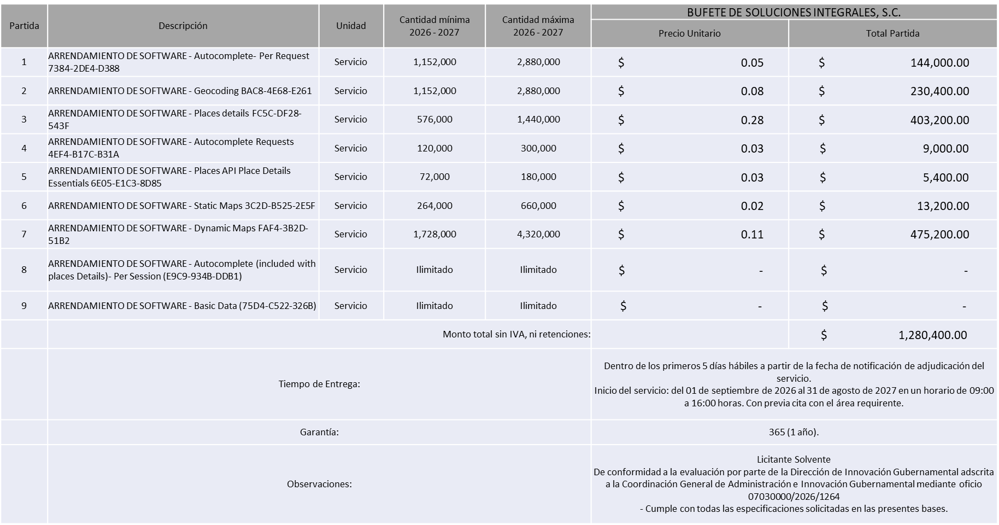 Partida
Descripción
Unidad
Cantidad mínima
2026 - 2027
Cantidad máxima
2026 - 2027
BUFETE DE SOLUCIONES INTEGRALES, S.C.
Precio Unitario
Total Partida
1
ARRENDAMIENTO DE SOFTWARE - Autocomplete- Per Request
7384-2DE4-D388
Servicio
1,152,000
2,880,000
$ 0.05
$ 144,000.00
2
ARRENDAMIENTO DE SOFTWARE - Geocoding BAC8-4E68-E261
Servicio
1,152,000
2,880,000
$ 0.08
$ 230,400.00
3
ARRENDAMIENTO DE SOFTWARE - Places details FC5C-DF28-
543F
Servicio
576,000
1,440,000
$ 0.28
$ 403,200.00
4
ARRENDAMIENTO DE SOFTWARE - Autocomplete Requests
4EF4-B17C-B31A
Servicio
120,000
300,000
$ 0.03
$ 9,000.00
5
ARRENDAMIENTO DE SOFTWARE - Places API Place Details
Essentials 6E05-E1C3-8D85
Servicio
72,000
180,000
$ 0.03
$ 5,400.00
6
ARRENDAMIENTO DE SOFTWARE - Static Maps 3C2D-B525-2E5F
Servicio
264,000
660,000
$ 0.02
$ 13,200.00
7
ARRENDAMIENTO DE SOFTWARE - Dynamic Maps FAF4-3B2D-
51B2
Servicio
1,728,000
4,320,000
$ 0.11
$ 475,200.00
8
ARRENDAMIENTO DE SOFTWARE - Autocomplete (included with
places Details)- Per Session (E9C9-934B-DDB1)
Servicio
Ilimitado
Ilimitado
$ -
$ -
9
ARRENDAMIENTO DE SOFTWARE - Basic Data (75D4-C522-326B)
Servicio
Ilimitado
Ilimitado
$ -
$ -
Monto total sin IVA, ni retenciones:
$ 1,280,400.00
Tiempo de Entrega:
Dentro de los primeros 5 días hábiles a partir de la fecha de notificación de adjudicación del
servicio.
Inicio del servicio: del 01 de septiembre de 2026 al 31 de agosto de 2027 en un horario de 09:00
a 16:00 horas. Con previa cita con el área requirente.
Garantía:
365 (1 año).
Observaciones:
Licitante Solvente
De conformidad a la evaluación por parte de la Dirección de Innovación Gubernamental adscrita
a la Coordinación General de Administración e Innovación Gubernamental mediante oficio
07030000/2026/1264
- Cumple con todas las especificaciones solicitadas en las presentes bases.